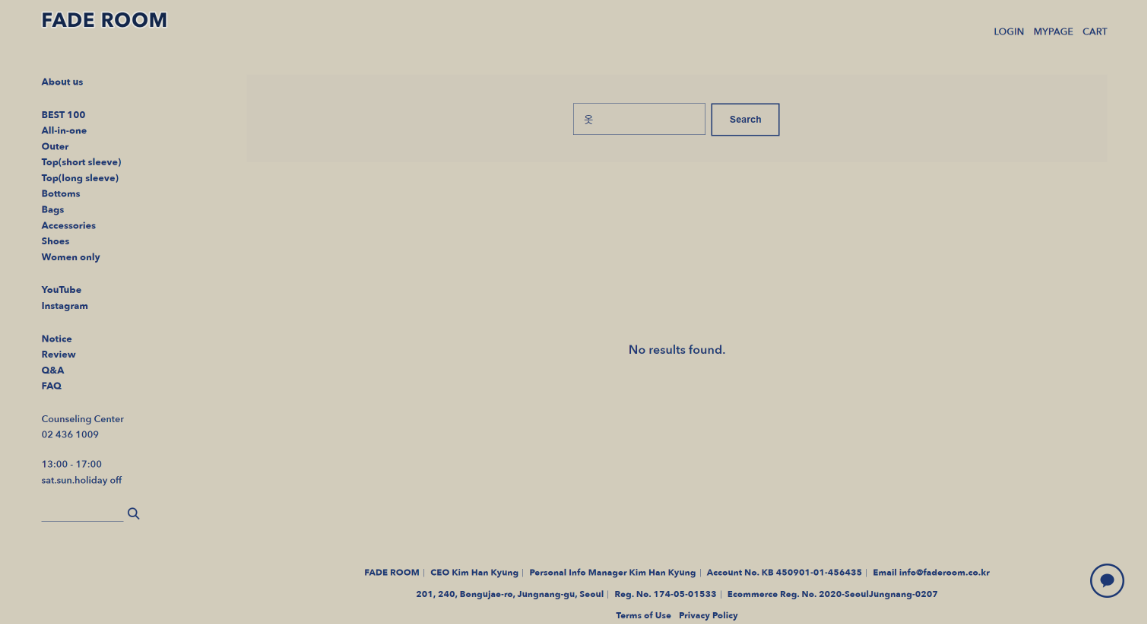 FADE ROOM
LOGIN MYPAGE CART
About us
옷
Search
BEST 100
All-in-one
Outer
Top(short sleeve)
Top(long sleeve)
Bottoms
Bags
Accessories
Shoes
Women only
YouTube
Instagram
Notice
Review
Q&A
FAQ
No results found.
Counseling Center
02 436 1009
13:00 - 17:00
sat.sun.holiday off
FADE ROOM | CEO Kim Han Kyung | Personal Info Manager Kim Han Kyung | Account No. KB 450901-01-456435 | Email info@faderoom.co.kr
201, 240, Bongujae-ro, Jungnang-gu, Seoul | Reg. No. 174-05-01533 | Ecommerce Reg. No. 2020-SeoulJungnang-0207
Terms of Use Privacy Policy